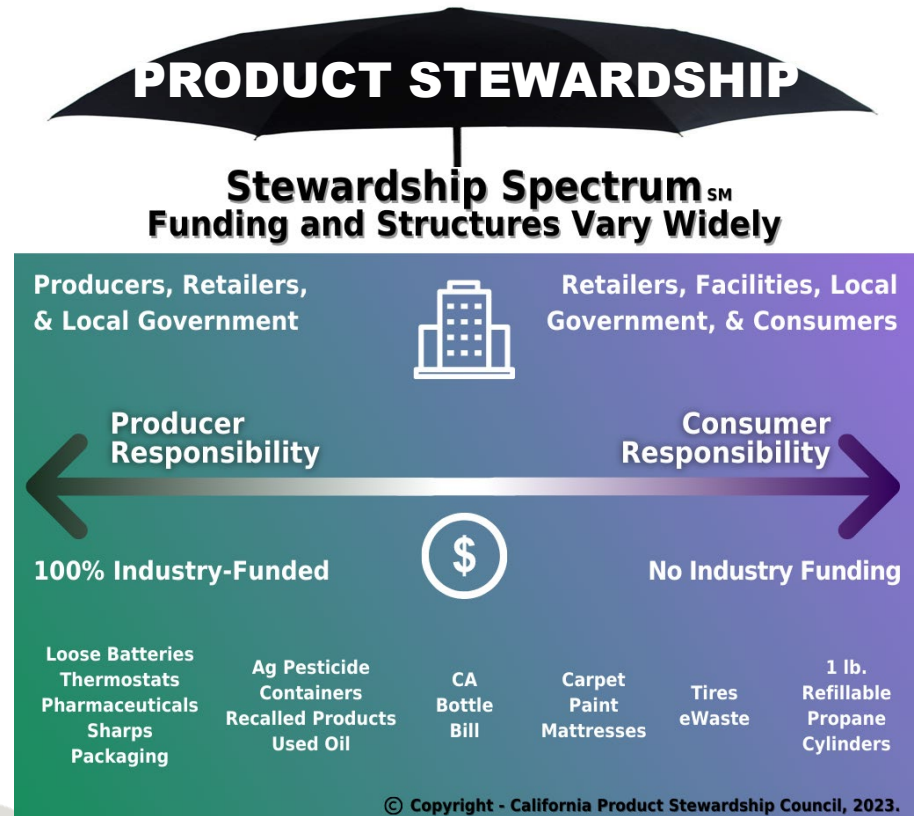 PRODUCT STEWARDSHIP
Stewardship Spectrum SM
Funding and Structures Vary Widely
Producers, Retailers,
& Local Government
Retailers, Facilities, Local
Government, & Consumers
Producer
Responsibility
Consumer
Responsibility
$
100% Industry-Funded
No Industry Funding
Loose Batteries
Thermostats
Pharmaceuticals
Sharps
Packaging
Ag Pesticide
Containers
Recalled Products
Used Oil
CA
Bottle
Bill
Carpet
Paint
Mattresses
Tires
eWaste
1 lb.
Refillable
Propane
Cylinders
© Copyright - California Product Stewardship Council, 2023.